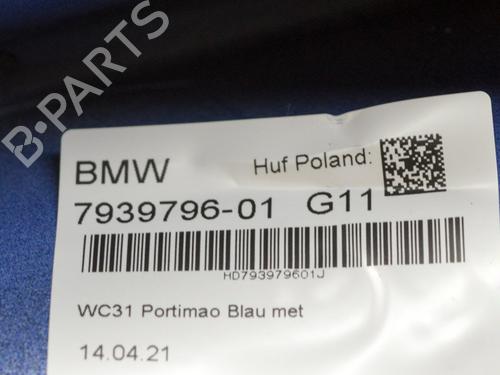 B-PARTS
BMW
Huf Poland:
7939796-01 G11
HD793979601J
WC31 Portimao Blau met
14.04.21